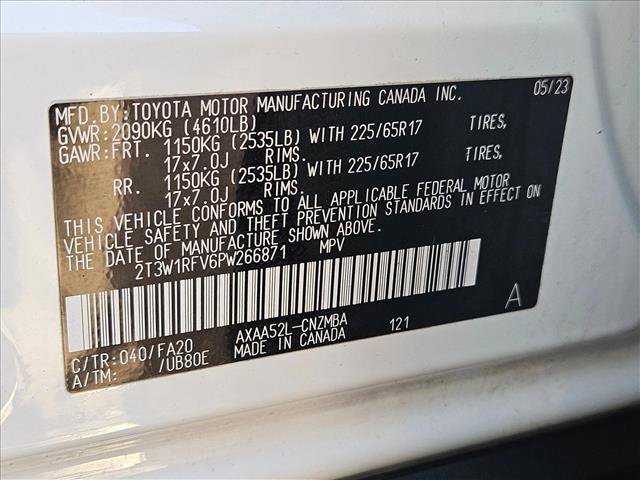 MFD.BY:TOYOTA MOTOR MANUFACTURING CANADA INC. 05/23
GVWR:2090KG (4610LB)
GAWR:FRT. 1150KG (2535LB) WITH 225/65R17 TIRES,
17x7.0J RIMS.
RR. 1150KG (2535LB) WITH 225/65R17 TIRES,
17x7.0J RIMS.
THIS VEHICLE CONFORMS TO ALL APPLICABLE FEDERAL MOTOR
VEHICLE SAFETY AND THEFT PREVENTION STANDARDS IN EFFECT ON
THE DATE OF MANUFACTURE SHOWN ABOVE.
2T3W1RFV6PW266871 MPV
A
AXAA52L-CNZMBA
C/TR:040/FA20 MADE IN CANADA 121
A/TM: /UB80E